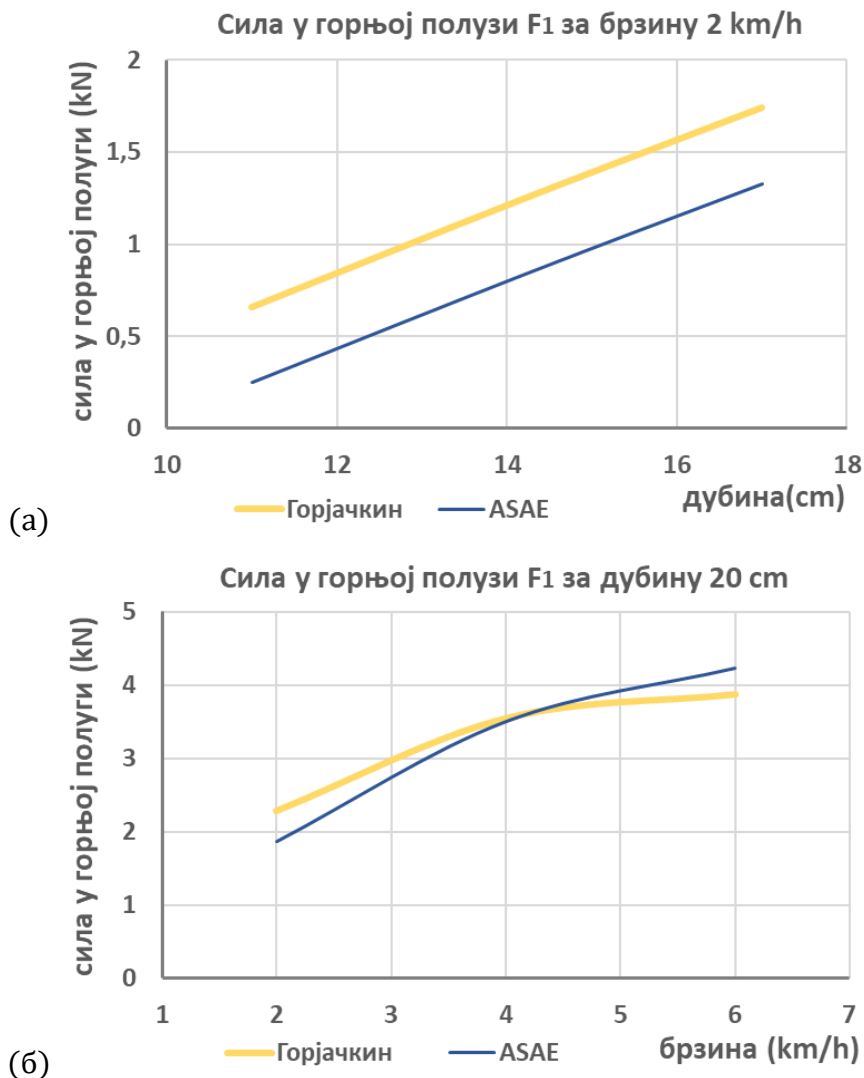 Сила у горњој полузи F1 за брзину 2 km/h
сила у горњој полуги (kN)
2
1,5
1
0,5
0
10 12 14 16 18
дубина(cm)
Горјачкин ASAE
(а)
Сила у горњој полузи F1 за дубину 20 cm
сила у горњој полуги (kN)
5
4
3
2
1
0
1 2 3 4 5 6 7
брзина (km/h)
Горјачкин ASAE
(б)